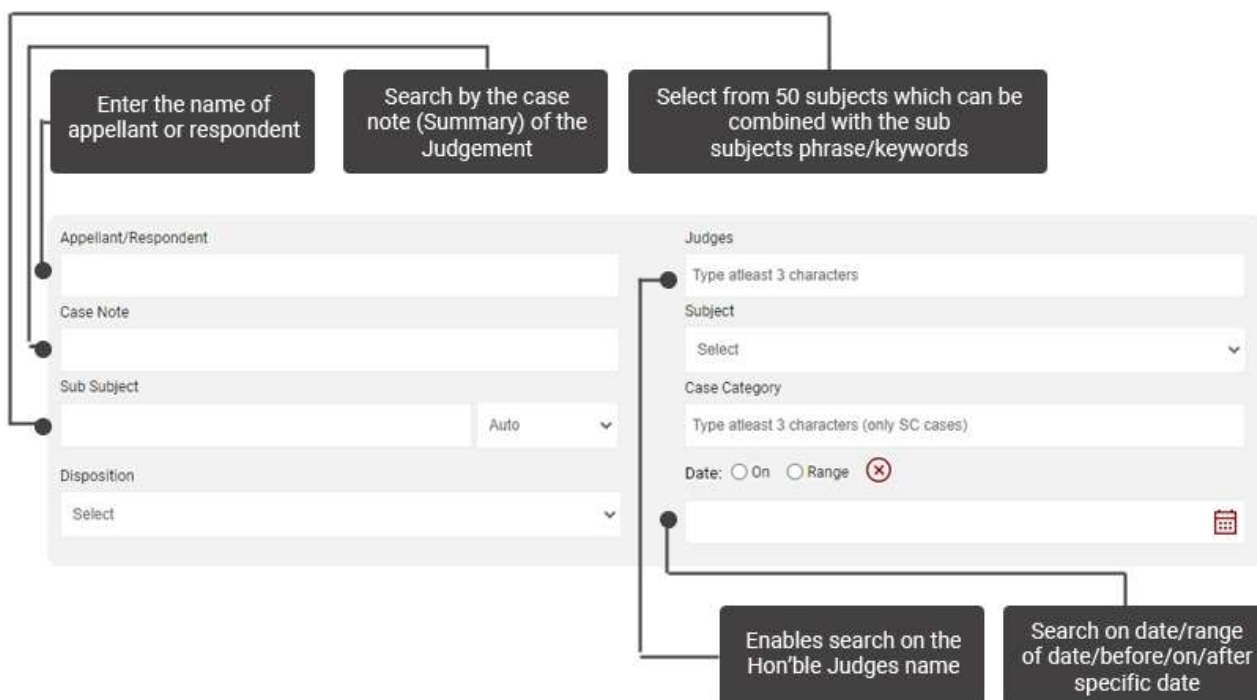 Enter the name of
appellant or respondent
Search by the case
note (Summary) of the
Judgement
Select from 50 subjects which can be
combined with the sub
subjects phrase/keywords
Appellant/Respondent
Judges
Type atleast 3 characters
Case Note
Subject
Select
Sub Subject
Auto
Case Category
Type atleast 3 characters (only SC cases)
Disposition
Select
Date: On Range
Enables search on the
Hon'ble Judges name
Search on date/range
of date/before/on/after
specific date